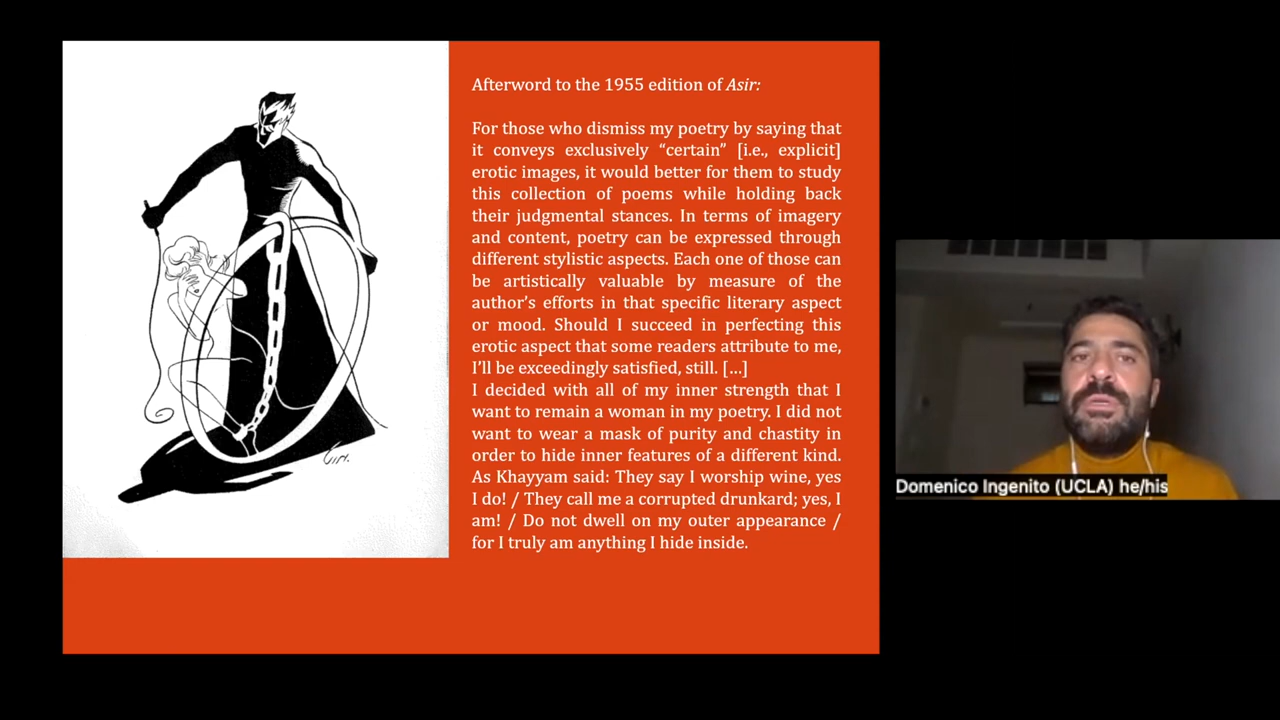 Afterword to the 1955 edition of Asir:
For those who dismiss my poetry by saying that
it conveys exclusively “certain” [i.e., explicit]
erotic images, it would better for them to study
this collection of poems while holding back
their judgmental stances. In terms of imagery
and content, poetry can be expressed through
different stylistic aspects. Each one of those can
be artistically valuable by measure of the
author’s efforts in that specific literary aspect
or mood. Should I succeed in perfecting this
erotic aspect that some readers attribute to me,
I’ll be exceedingly satisfied, still. […]
I decided with all of my inner strength that I
want to remain a woman in my poetry. I did not
want to wear a mask of purity and chastity in
order to hide inner features of a different kind.
As Khayyam said: They say I worship wine, yes
I do! / They call me a corrupted drunkard; yes, I
am! / Do not dwell on my outer appearance /
for I truly am anything I hide inside.
Domenico Ingenito (UCLA) he/his